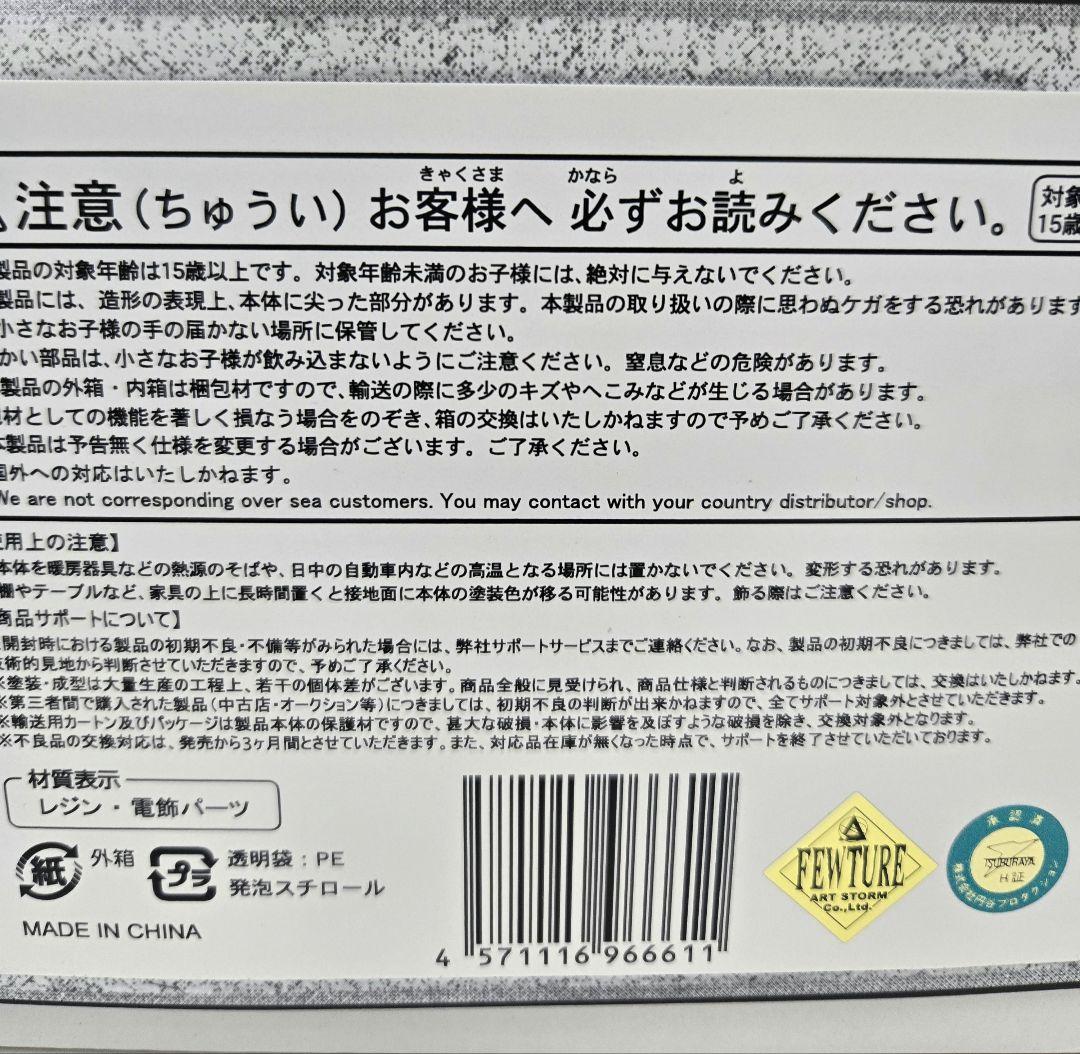 きゃくさま かなら よ
注意(ちゅうい) お客様へ 必ずお読みください。
対象
15歳
製品の対象年齢は15歳以上です。対象年齢未満のお子様には、絶対に与えないでください。
製品には、造形の表現上、本体に尖った部分があります。本製品の取り扱いの際に思わぬケガをする恐れがあります
小さなお子様の手の届かない場所に保管してください。
かい部品は、小さなお子様が飲み込まないようにご注意ください。窒息などの危険があります。
製品の外箱・内箱は梱包材ですので、輸送の際に多少のキズやへこみなどが生じる場合があります。
材としての機能を著しく損なう場合をのぞき、箱の交換はいたしかねますので予めご了承ください。
本製品は予告無く仕様を変更する場合がございます。ご了承ください。
国外への対応はいたしかねます。
We are not corresponding over sea customers. You may contact with your country distributor/shop.
使用上の注意】
本体を暖房器具などの熱源のそばや、日中の自動車内などの高温となる場所には置かないでください。変形する恐れがあります。
棚やテーブルなど、家具の上に長時間置くと接地面に本体の塗装色が移る可能性があります。飾る際はご注意ください。
商品サポートについて】
開封時における製品の初期不良・不備等がみられた場合には、弊社サポートサービスまでご連絡ください。なお、製品の初期不良につきましては、弊社での
技術的見地から判断させていただきますので、予めご了承ください。
※塗装・成型は大量生産の工程上、若干の個体差がございます。商品全般に見受けられ、商品仕様と判断されるものにつきましては、交換はいたしかねます。
※第三者間で購入された製品(中古店・オークション等)につきましては、初期不良の判断が出来かねますので、全てサポート対象外とさせていただきます。
※輸送用カートン及びパッケージは製品本体の保護材ですので、甚大な破損・本体に影響を及ぼすような破損を除き、交換対象外となります。
※不良品の交換対応は、発売から3ヶ月間とさせていただきます。また、対応品在庫が無くなった時点で、サポートを終了させていただいております。
材質表示
レジン・電飾パーツ
紙 外箱 プラ 透明袋:PE
発泡スチロール
MADE IN CHINA
4 571116 966611
FEWTURE
ART STORM
Co.,Ltd.
承認済
TSUBURAYA
H証
株式会社円谷プロダクション